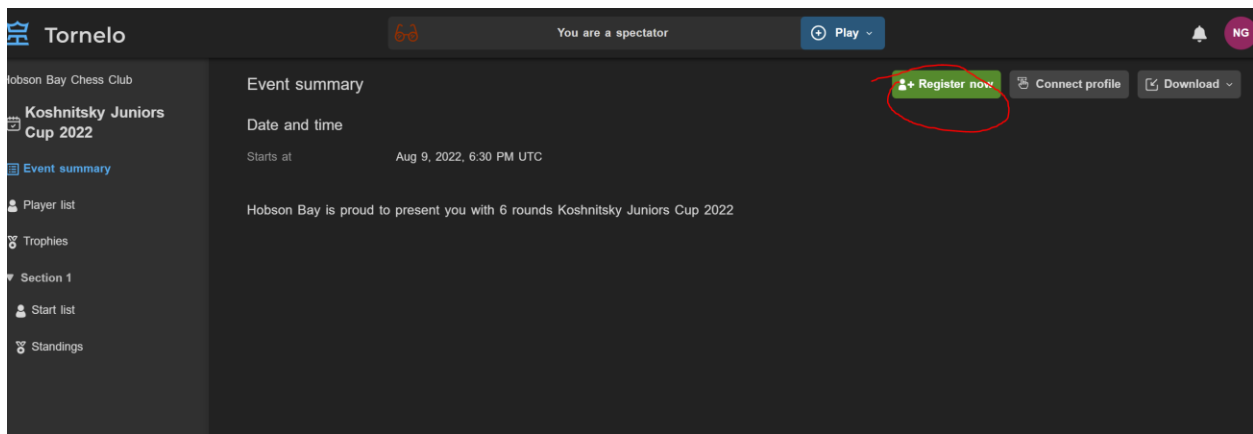 Tornelo
You are a spectator
Play
NG
Hobson Bay Chess Club
Koshnitsky Juniors
Cup 2022
Event summary
Player list
Trophies
Section 1
Start list
Standings
Event summary
Register now
Connect profile
Download
Date and time
Starts at
Aug 9, 2022, 6:30 PM UTC
Hobson Bay is proud to present you with 6 rounds Koshnitsky Juniors Cup 2022